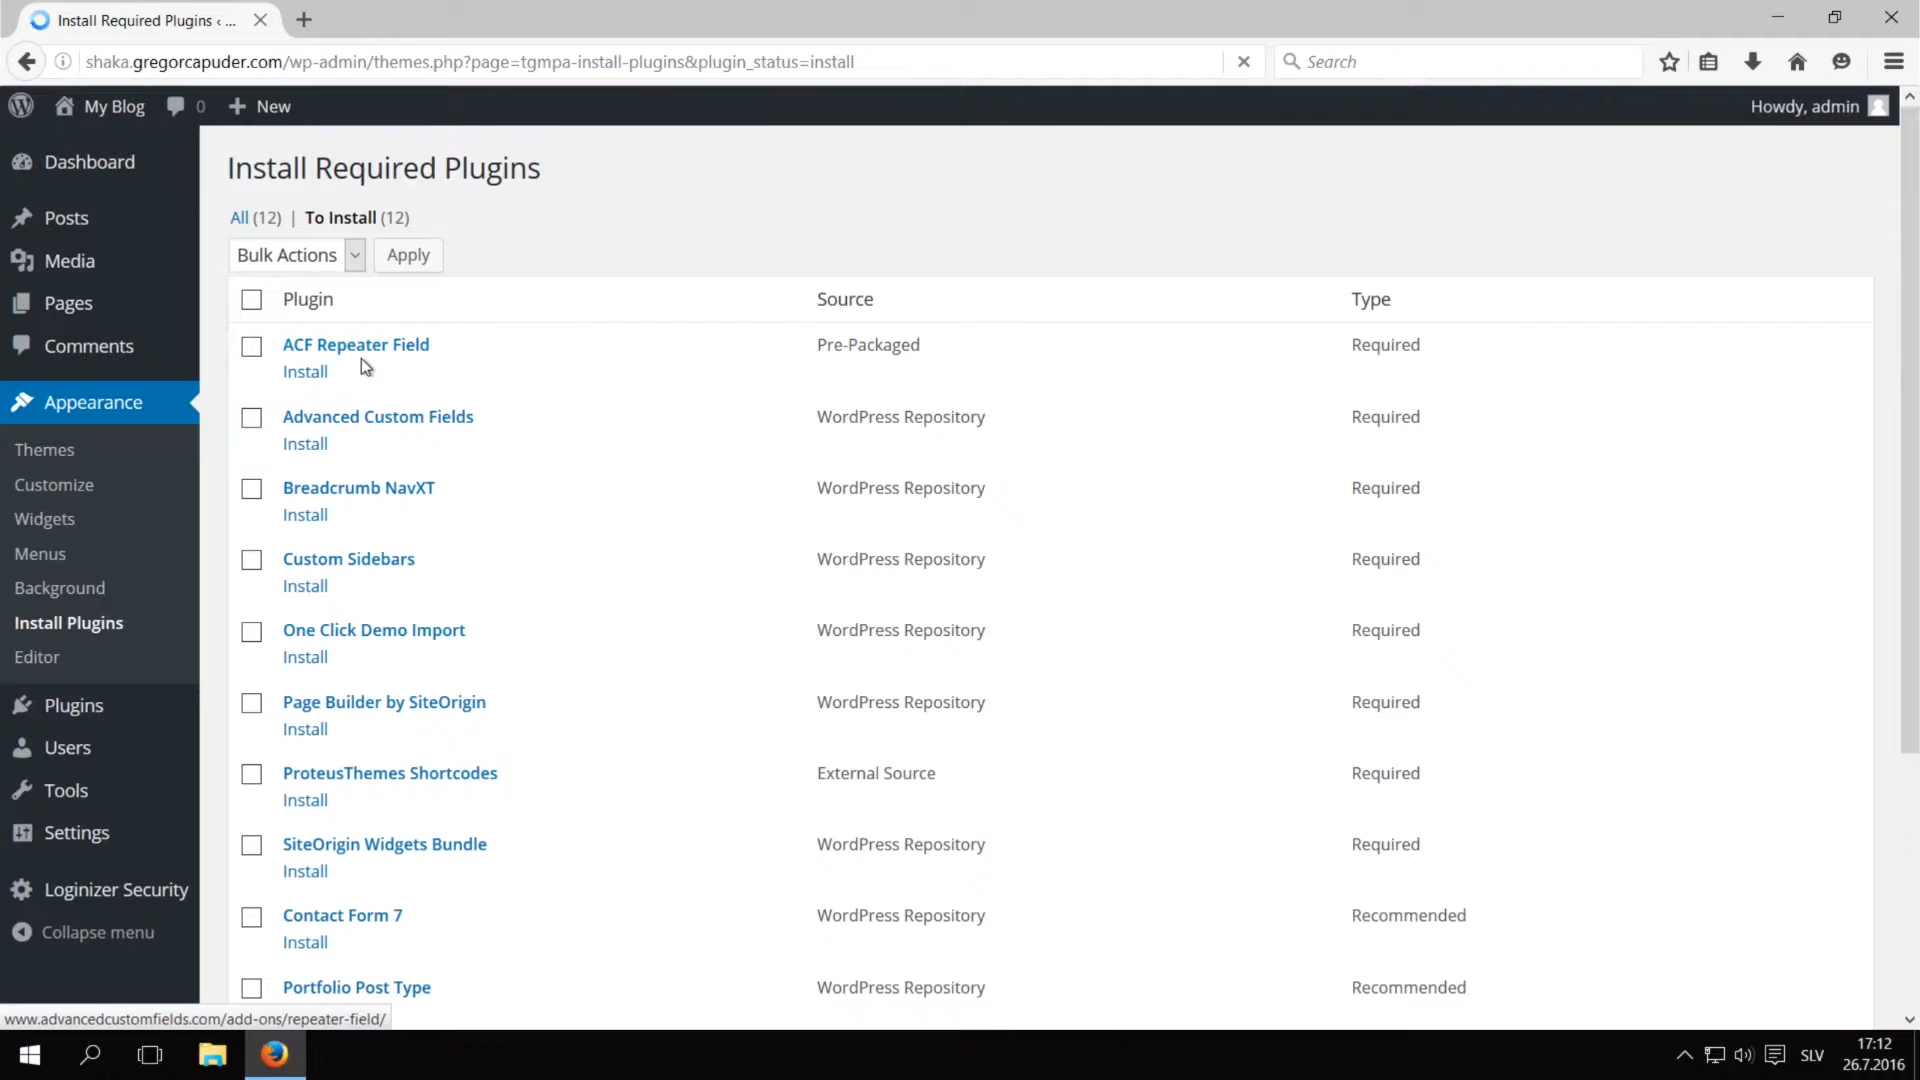 Install Required Plugins ‹ ...
shaka.gregorcapuder.com/wp-admin/themes.php?page=tgmpa-install-plugins&plugin_status=install
Search
My Blog
0
New
Howdy, admin
Dashboard
Posts
Media
Pages
Comments
Appearance
Themes
Customize
Widgets
Menus
Background
Install Plugins
Editor
Plugins
Users
Tools
Settings
Loginizer Security
Collapse menu
Install Required Plugins
All (12) | To Install (12)
Bulk Actions
Apply
Plugin Source Type
ACF Repeater Field Pre-Packaged Required
Install
Advanced Custom Fields WordPress Repository Required
Install
Breadcrumb NavXT WordPress Repository Required
Install
Custom Sidebars WordPress Repository Required
Install
One Click Demo Import WordPress Repository Required
Install
Page Builder by SiteOrigin WordPress Repository Required
Install
ProteusThemes Shortcodes External Source Required
Install
SiteOrigin Widgets Bundle WordPress Repository Required
Install
Contact Form 7 WordPress Repository Recommended
Install
Portfolio Post Type WordPress Repository Recommended
www.advancedcustomfields.com/add-ons/repeater-field/
SLV
17:12
26.7.2016